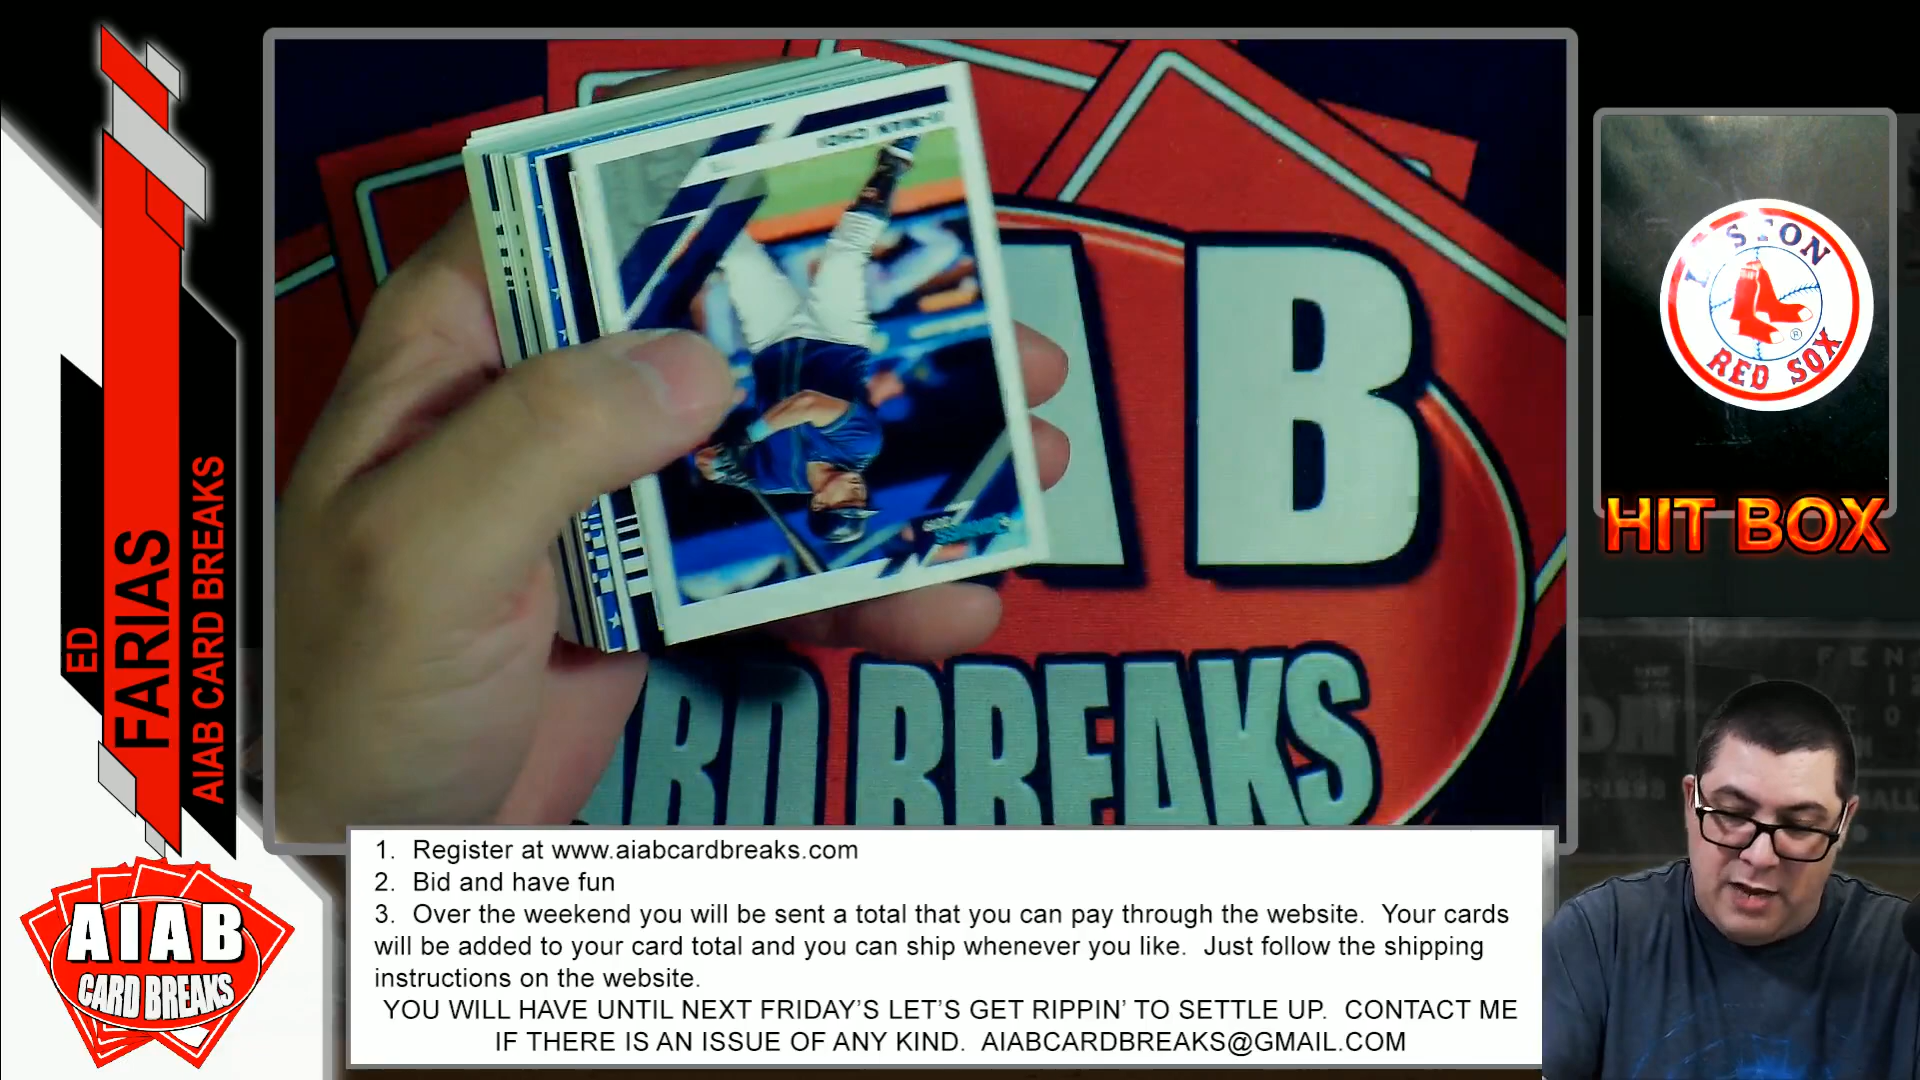 ED
FARIAS
AIAB CARD BREAKS
AIAB
CARD BREAKS
B
BREAKS
RED SOX
HIT BOX
1. Register at www.aiabcardbreaks.com
2. Bid and have fun
3. Over the weekend you will be sent a total that you can pay through the website. Your cards
will be added to your card total and you can ship whenever you like. Just follow the shipping
instructions on the website.
YOU WILL HAVE UNTIL NEXT FRIDAY'S LET'S GET RIPPIN' TO SETTLE UP. CONTACT ME
IF THERE IS AN ISSUE OF ANY KIND. AIABCARDBREAKS@GMAIL.COM